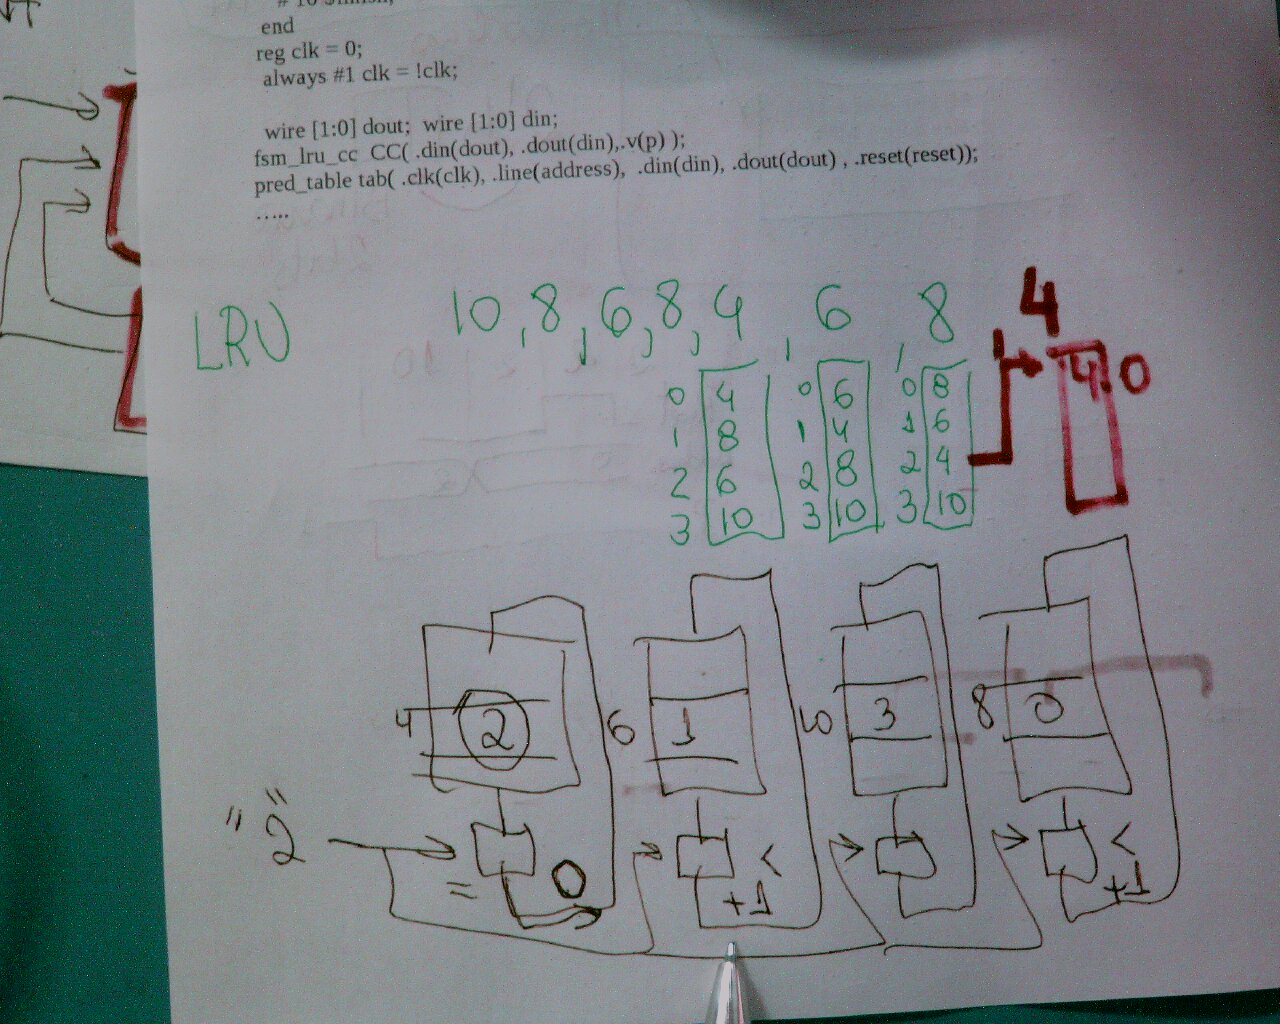 end
reg clk = 0;
always #1 clk = !clk;
wire [1:0] dout; wire [1:0] din;
fsm_lru_cc CC( .din(dout), .dout(din),.v(p) );
pred_table tab( .clk(clk), .line(address), .din(din), .dout(dout) , .reset(reset));
.....
LRU 10, 8, 6, 8, 4, 6, 8
4
0 4 0 6 0 8 4 0
1 8 1 4 1 6
2 6 2 8 2 4
3 10 3 10 3 10
4 2 6 1 10 3 8 0
"2"
= 0 < +1 < +1